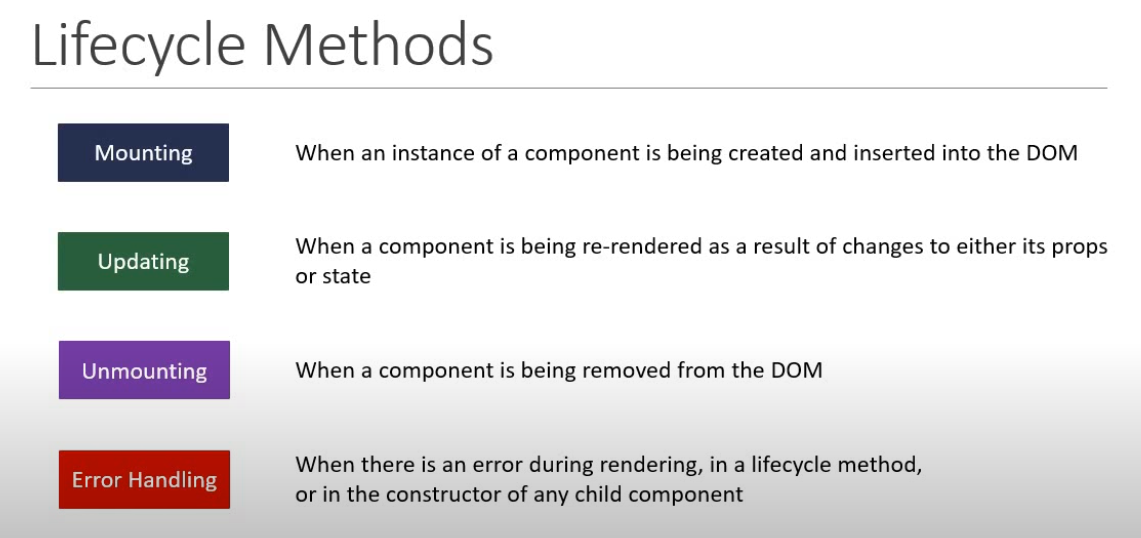 Lifecycle Methods
Mounting
When an instance of a component is being created and inserted into the DOM
Updating
When a component is being re-rendered as a result of changes to either its props
or state
Unmounting
When a component is being removed from the DOM
Error Handling
When there is an error during rendering, in a lifecycle method,
or in the constructor of any child component